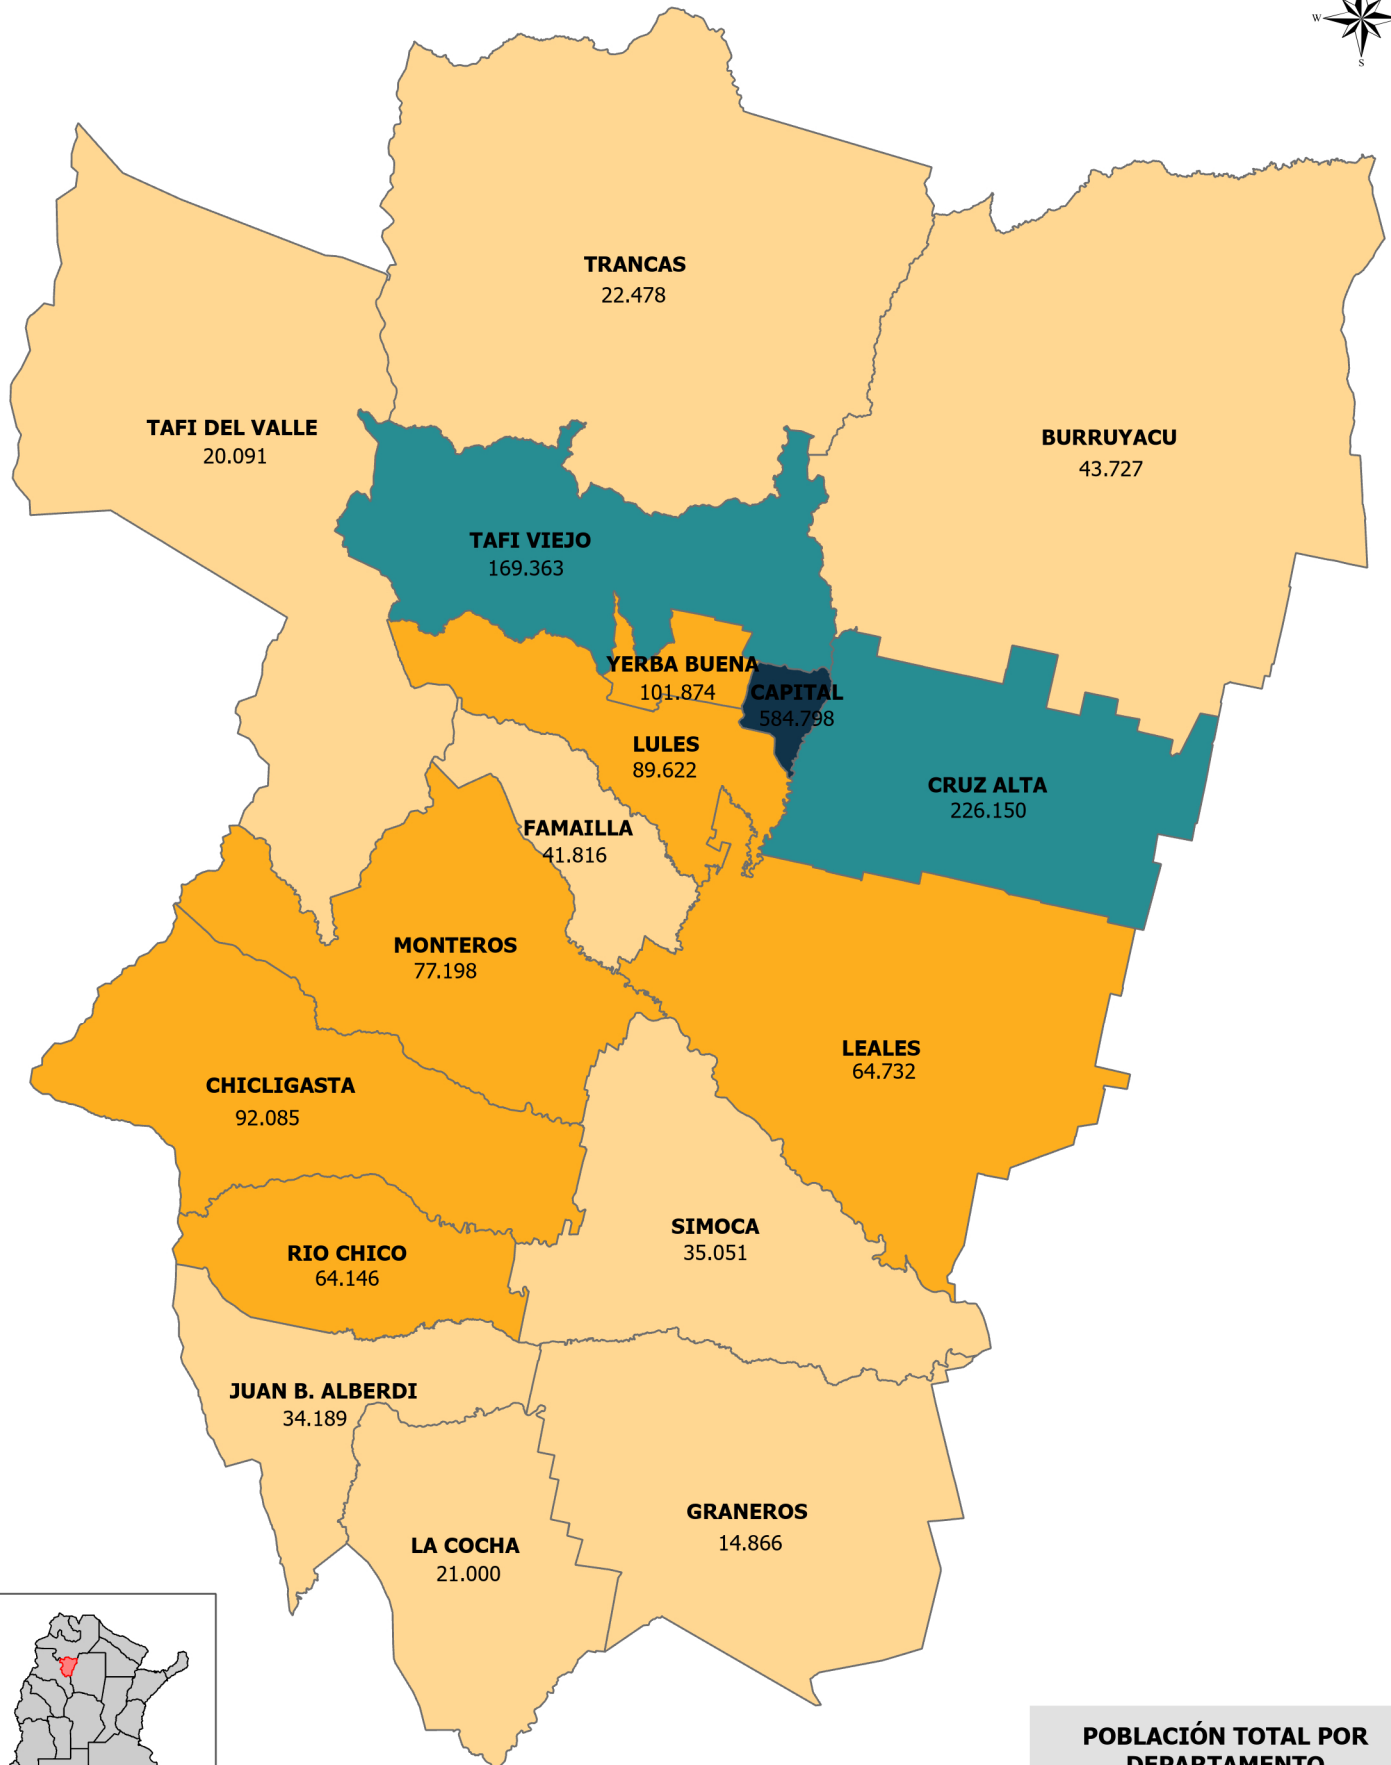 W
S
TRANCAS
22.478
TAFI DEL VALLE
20.091
BURRUYACU
43.727
TAFI VIEJO
169.363
YERBA BUENA
101.874
CAPITAL
584.798
LULES
89.622
CRUZ ALTA
226.150
FAMAILLA
41.816
MONTEROS
77.198
LEALES
64.732
CHICLIGASTA
92.085
SIMOCA
35.051
RIO CHICO
64.146
JUAN B. ALBERDI
34.189
GRANEROS
14.866
LA COCHA
21.000
POBLACIÓN TOTAL POR
DEPARTAMENTO